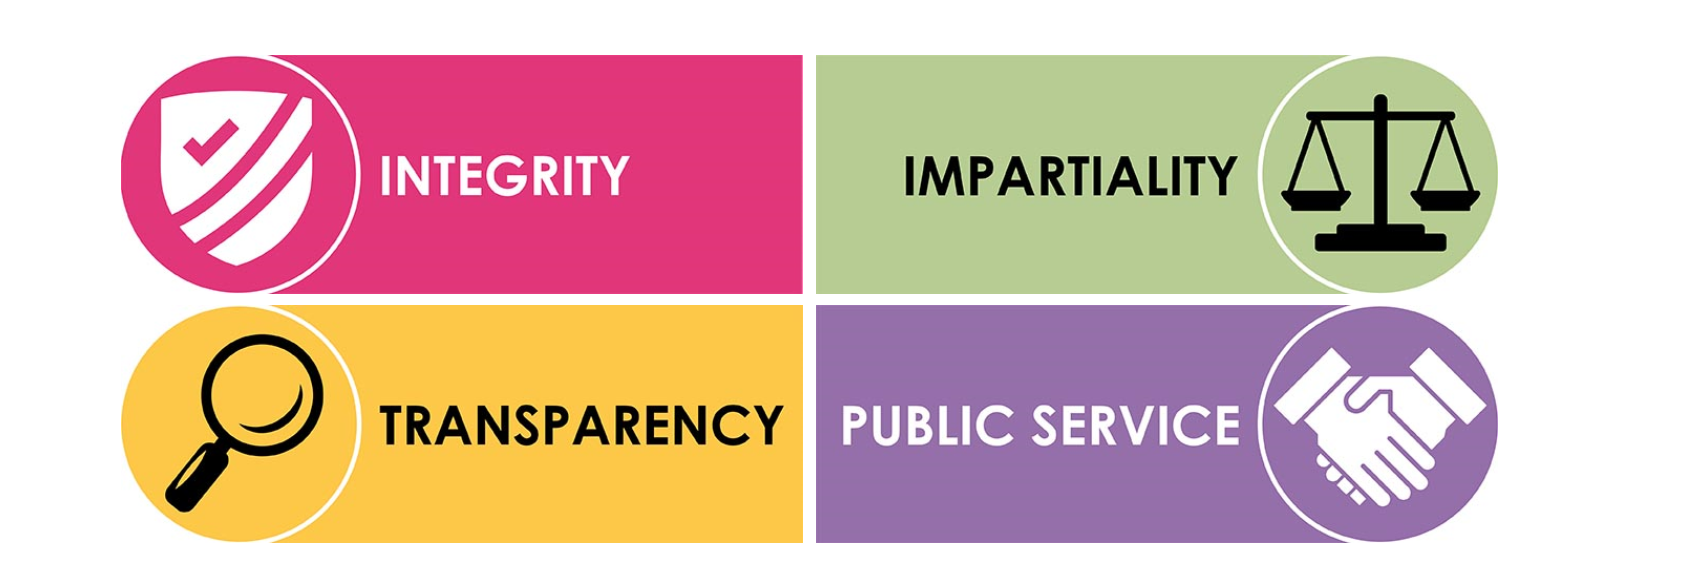 INTEGRITY
IMPARTIALITY
TRANSPARENCY
PUBLIC SERVICE